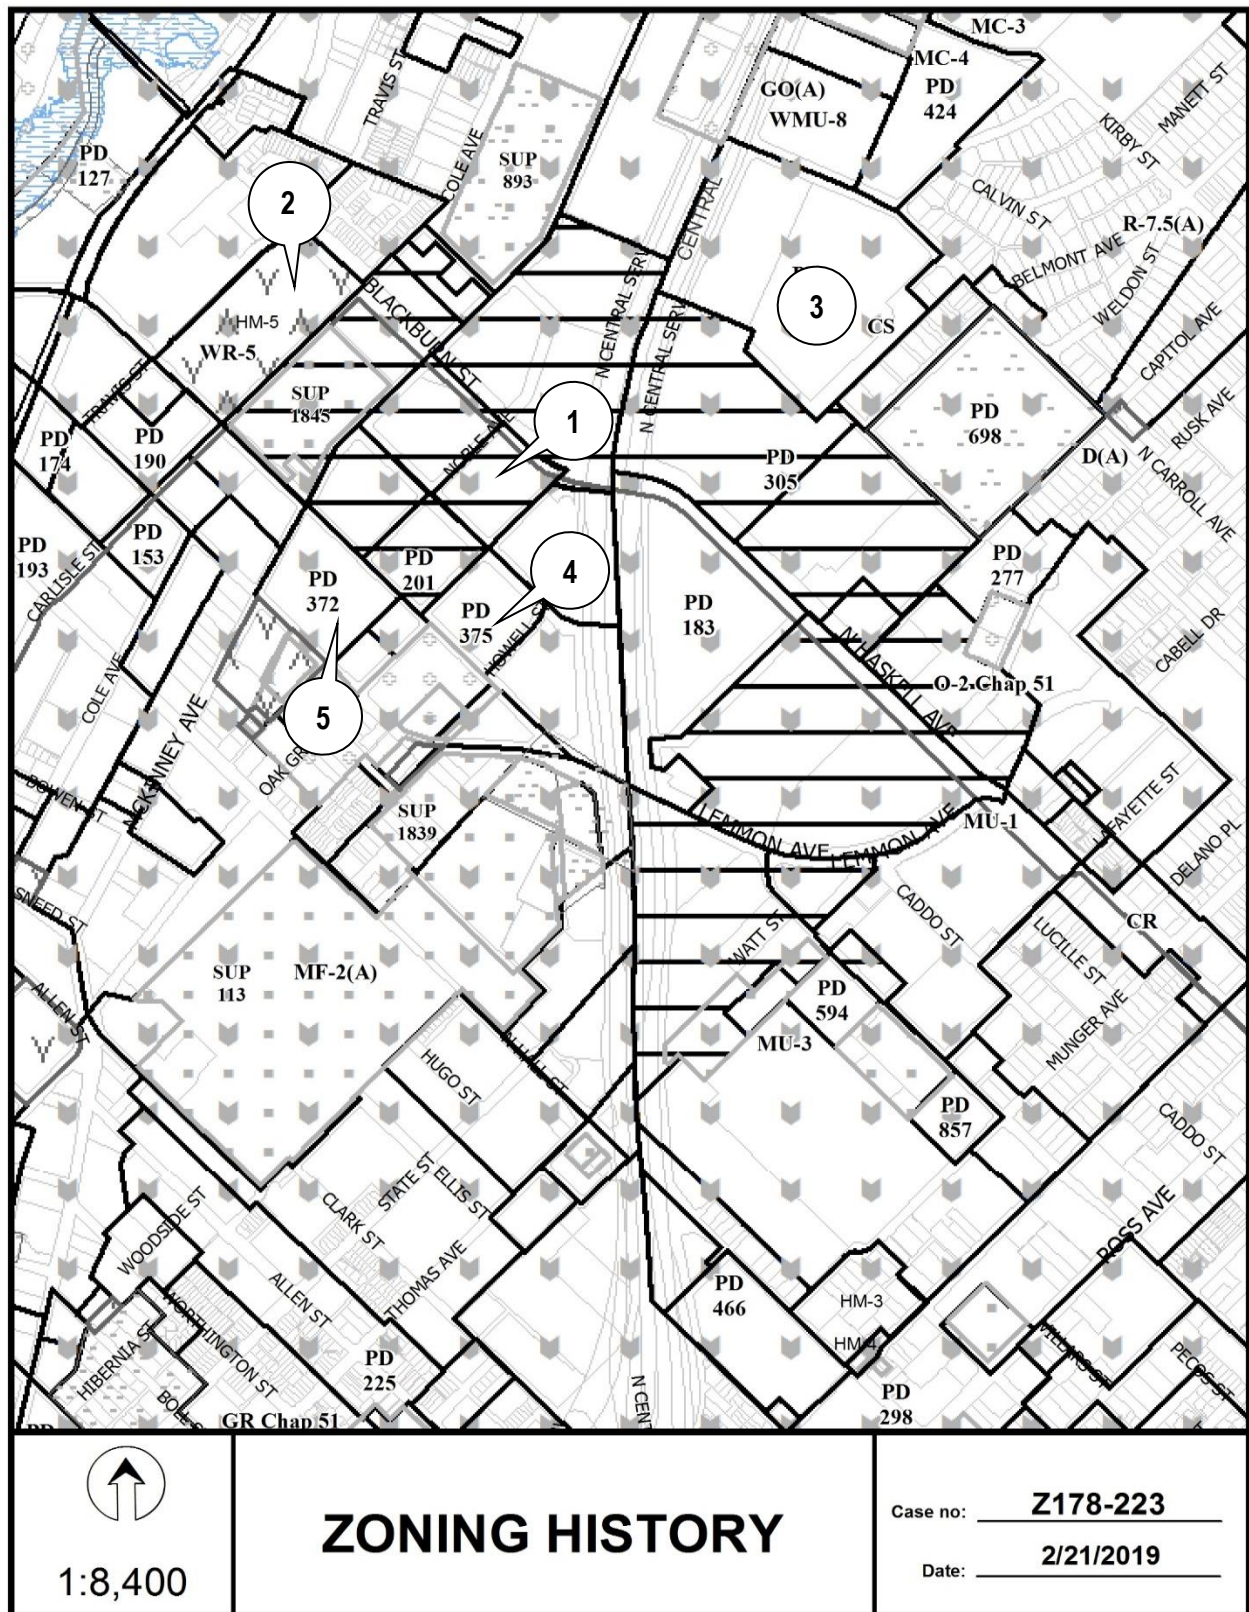 MC-3
MC-4
PD
424
GO(A)
WMU-8
MANETT ST
KIRBY ST
TRAVIS ST
COLE AVE
SUP
893
PD
127
2
CENTRAL
CALVIN ST
R-7.5(A)
BELMONT AVE
WELDON ST
N CENTRAL SERV
N CENTRAL SERV
3
CS
BLACKBURN ST
HM-5
WR-5
CAPITOL AVE
TRAVIS ST
SUP
1845
RUSK AVE
1
PD
698
PD
174
PD
190
NOBLE AVE
PD
305
D(A)
N CARROLL AVE
PD
193
PD
153
CARLISLE ST
PD
201
4
PD
277
PD
372
PD
375
HOWELL S
PD
183
CABELL DR
N HASKELL AVE
O-2 Chap 51
COLE AVE
MCKINNEY AVE
5
OAK GR
BOWEN ST
SUP
1839
LEMMON AVE
LEMMON AVE
MU-1
LAFAYETTE ST
DELANO PL
SNEED ST
CADDO ST
CR
WATT ST
LUCILLE ST
SUP
113
MF-2(A)
PD
594
ALLEN ST
MUNGER AVE
MU-3
N HALL ST
HUGO ST
PD
857
CADDO ST
STATE ST
ELLIS ST
CLARK ST
WOODSIDE ST
ROSS AVE
THOMAS AVE
ALLEN ST
PD
466
HM-3
WORTHINGTON ST
HIBERNIA ST
HM-4
VILLARS ST
PECOS ST
PD
225
BOLL S
N CENT
PD
298
GR Chap 51
PD
1:8,400
ZONING HISTORY
Case no: Z178-223
Date: 2/21/2019